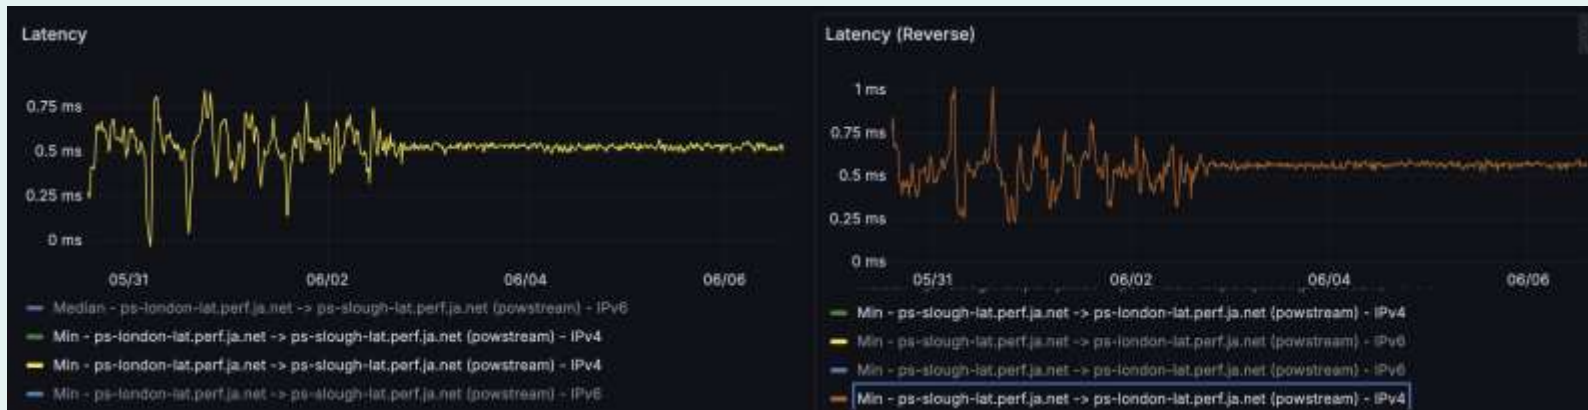 Latency
0.75 ms
0.5 ms
0.25 ms
0 ms
05/31 06/02 06/04 06/06
Median - ps-london-lat.perf.ja.net -> ps-slough-lat.perf.ja.net (powstream) - IPv6
Min - ps-london-lat.perf.ja.net -> ps-slough-lat.perf.ja.net (powstream) - IPv4
Min - ps-london-lat.perf.ja.net -> ps-slough-lat.perf.ja.net (powstream) - IPv4
Min - ps-london-lat.perf.ja.net -> ps-slough-lat.perf.ja.net (powstream) - IPv6
Latency (Reverse)
1 ms
0.75 ms
0.5 ms
0.25 ms
0 ms
05/31 06/02 06/04 06/06
Min - ps-slough-lat.perf.ja.net -> ps-london-lat.perf.ja.net (powstream) - IPv4
Min - ps-slough-lat.perf.ja.net -> ps-london-lat.perf.ja.net (powstream) - IPv6
Min - ps-slough-lat.perf.ja.net -> ps-london-lat.perf.ja.net (powstream) - IPv6
Min - ps-slough-lat.perf.ja.net -> ps-london-lat.perf.ja.net (powstream) - IPv4